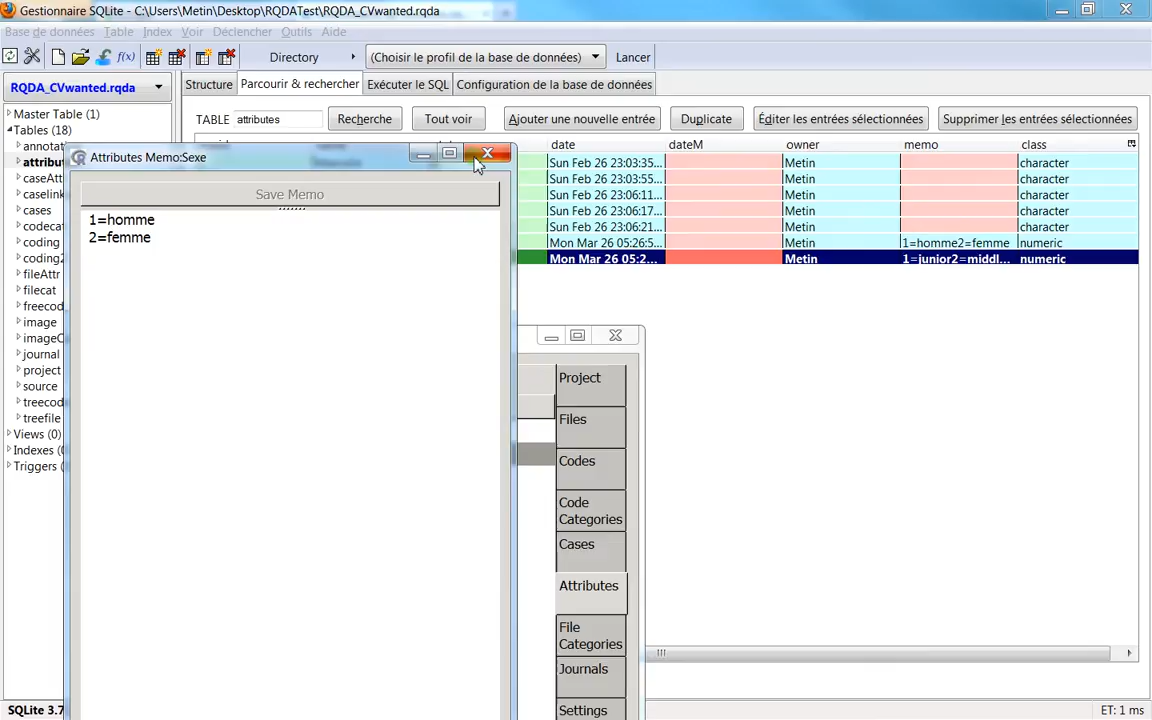 Gestionnaire SQLite - C:\Users\Metin\Desktop\RQDATest\RQDA_CVwanted.rqda
Base de données Table Index Voir Déclencher Outils Aide
f(x) Directory (Choisir le profil de la base de données) Lancer
RQDA_CVwanted.rqda
Structure Parcourir & rechercher Exécuter le SQL Configuration de la base de données
TABLE attributes Recherche Tout voir Ajouter une nouvelle entrée Duplicate Éditer les entrées sélectionnées Supprimer les entrées sélectionnées
Master Table (1)
Tables (18)
annotat
attribut
caseAtt
caselink
cases
codecat
coding
coding2
fileAttr
filecat
freecod
image
imageC
journal
project
source
treecod
treefile
Views (0)
Indexes (
Triggers (
date dateM owner memo class
Sun Feb 26 23:03:35... Metin character
Sun Feb 26 23:03:55... Metin character
Sun Feb 26 23:06:11... Metin character
Sun Feb 26 23:06:17... Metin character
Sun Feb 26 23:06:21... Metin character
Mon Mar 26 05:26:5... Metin 1=homme2=femme numeric
Mon Mar 26 05:2... Metin 1=junior2=middl... numeric
Attributes Memo:Sexe
Save Memo
1=homme
2=femme
Project
Files
Codes
Code
Categories
Cases
Attributes
File
Categories
Journals
Settings
SQLite 3.7
ET: 1 ms